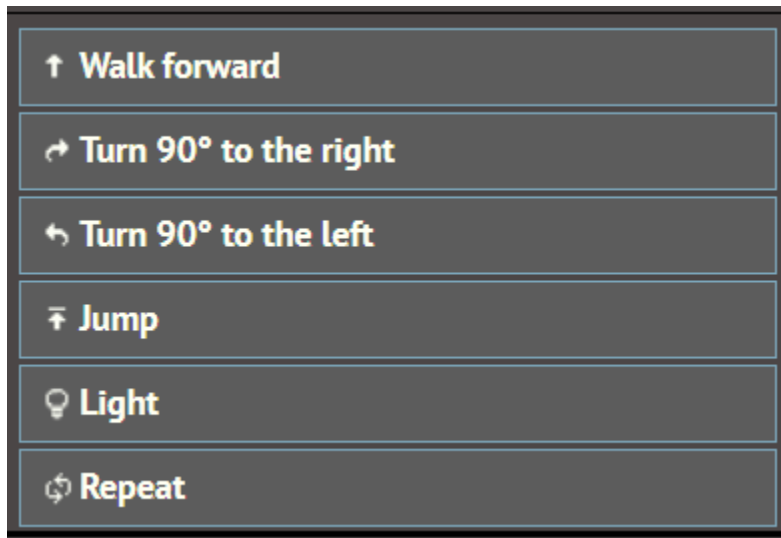 Walk forward
Turn 90° to the right
Turn 90° to the left
Jump
Light
Repeat